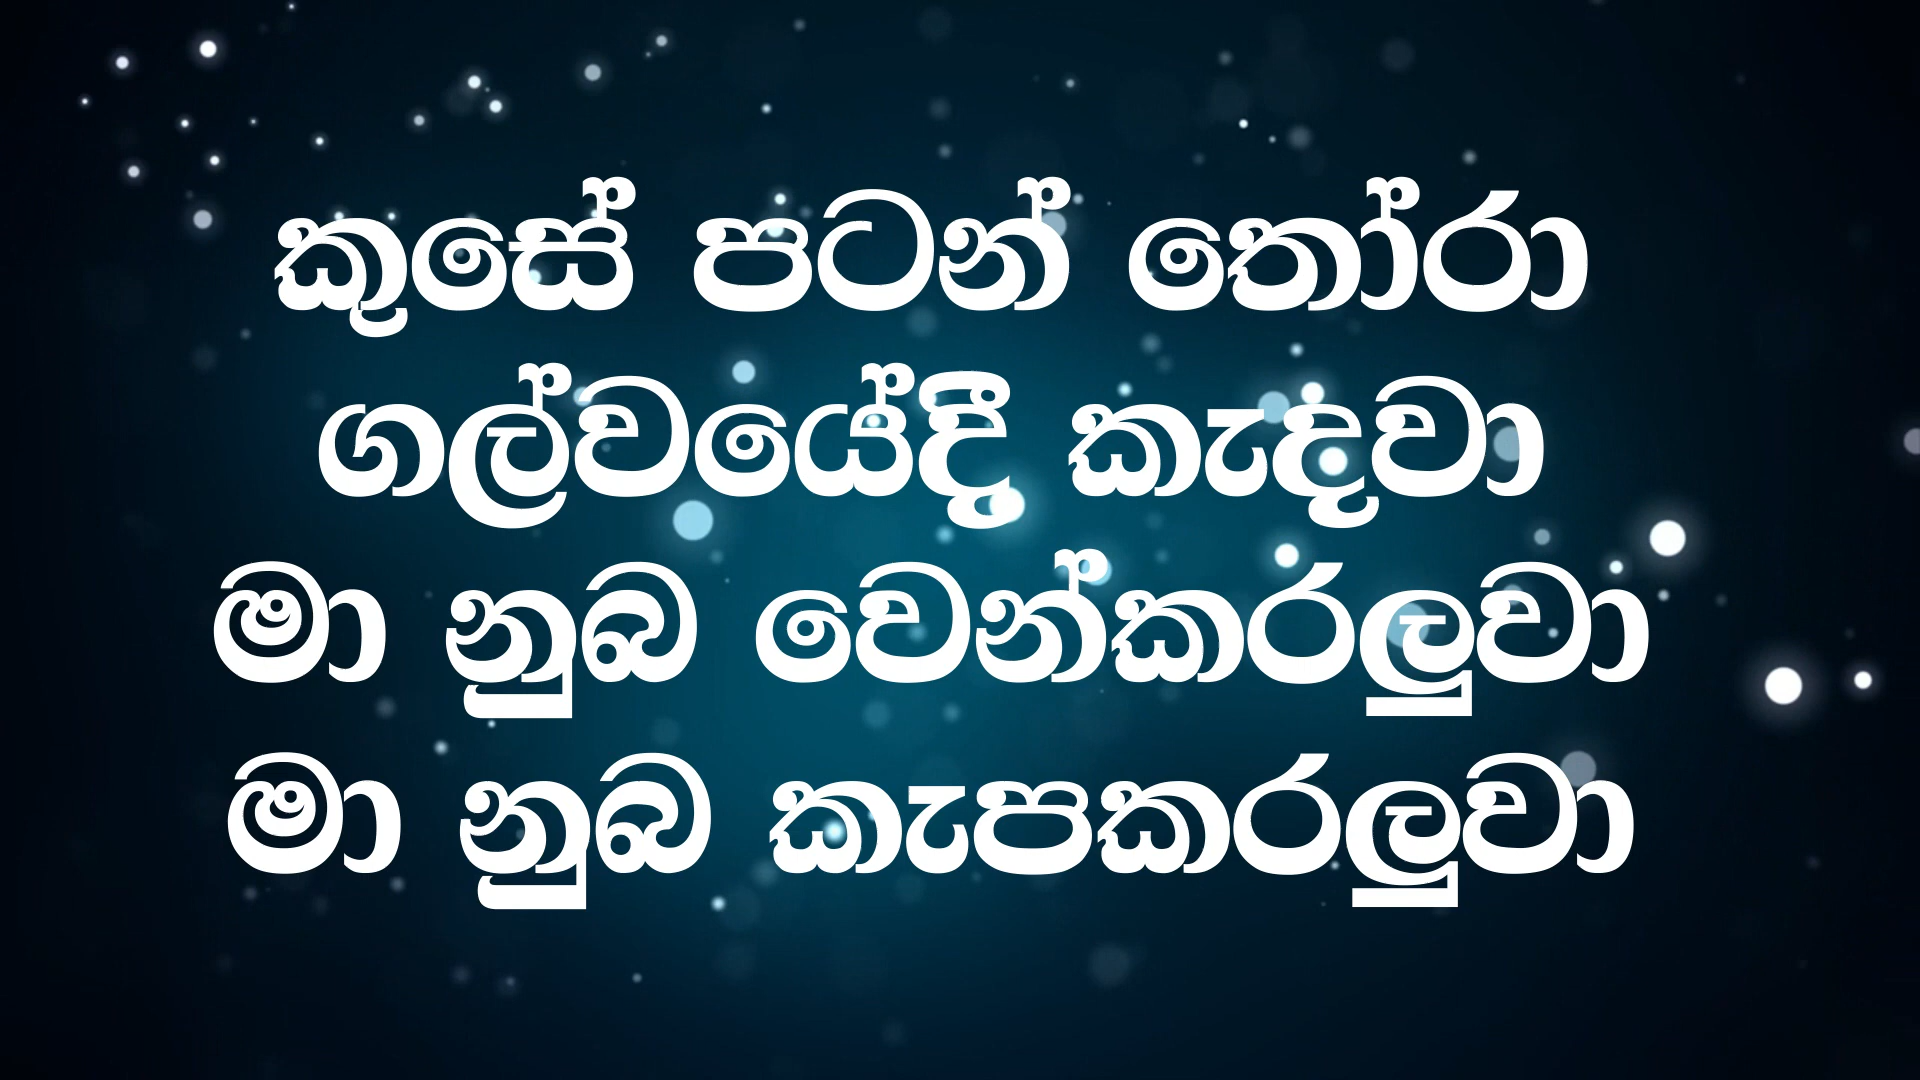 කුසේ පටන් තෝරා
ගල්වයේදී කැදවා
මා නුබ වෙන්කරලුවා
මා නුබ කැපකරලුවා